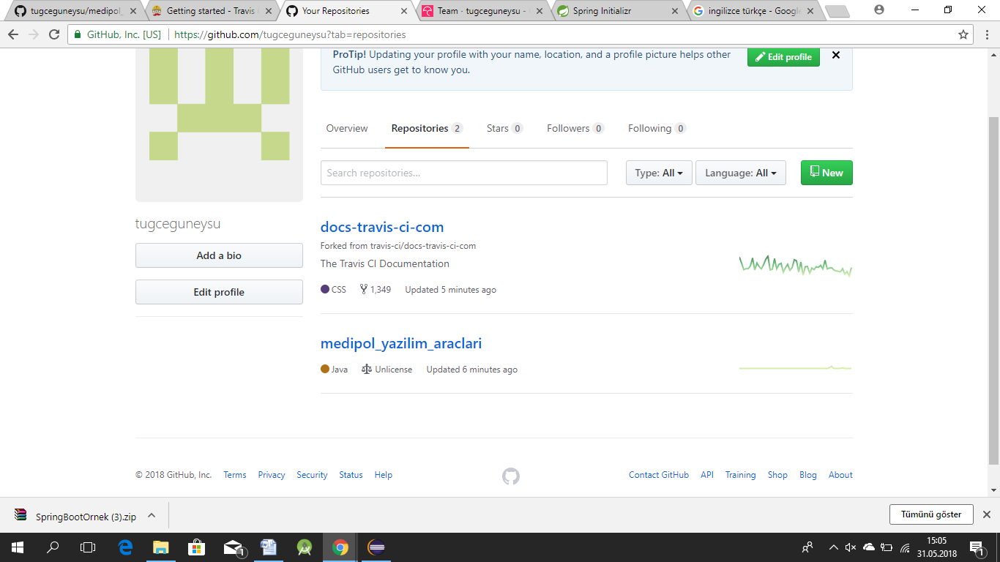 tugceguneysu/medipol_
Getting started - Travis
Your Repositories
Team · tugceguneysu -
Spring Initializr
ingilizce türkçe - Google
GitHub, Inc. [US]
https://github.com/tugceguneysu?tab=repositories
ProTip! Updating your profile with your name, location, and a profile picture helps other
GitHub users get to know you.
Edit profile
Overview
Repositories 2
Stars 0
Followers 0
Following 0
Search repositories...
Type: All
Language: All
New
tugceguneysu
Add a bio
Edit profile
docs-travis-ci-com
Forked from travis-ci/docs-travis-ci-com
The Travis CI Documentation
CSS 1,349 Updated 5 minutes ago
medipol_yazilim_araclari
Java Unlicense Updated 6 minutes ago
© 2018 GitHub, Inc. Terms Privacy Security Status Help
Contact GitHub API Training Shop Blog About
SpringBootOrnek (3).zip
Tümünü göster
1
15:05
31.05.2018
1